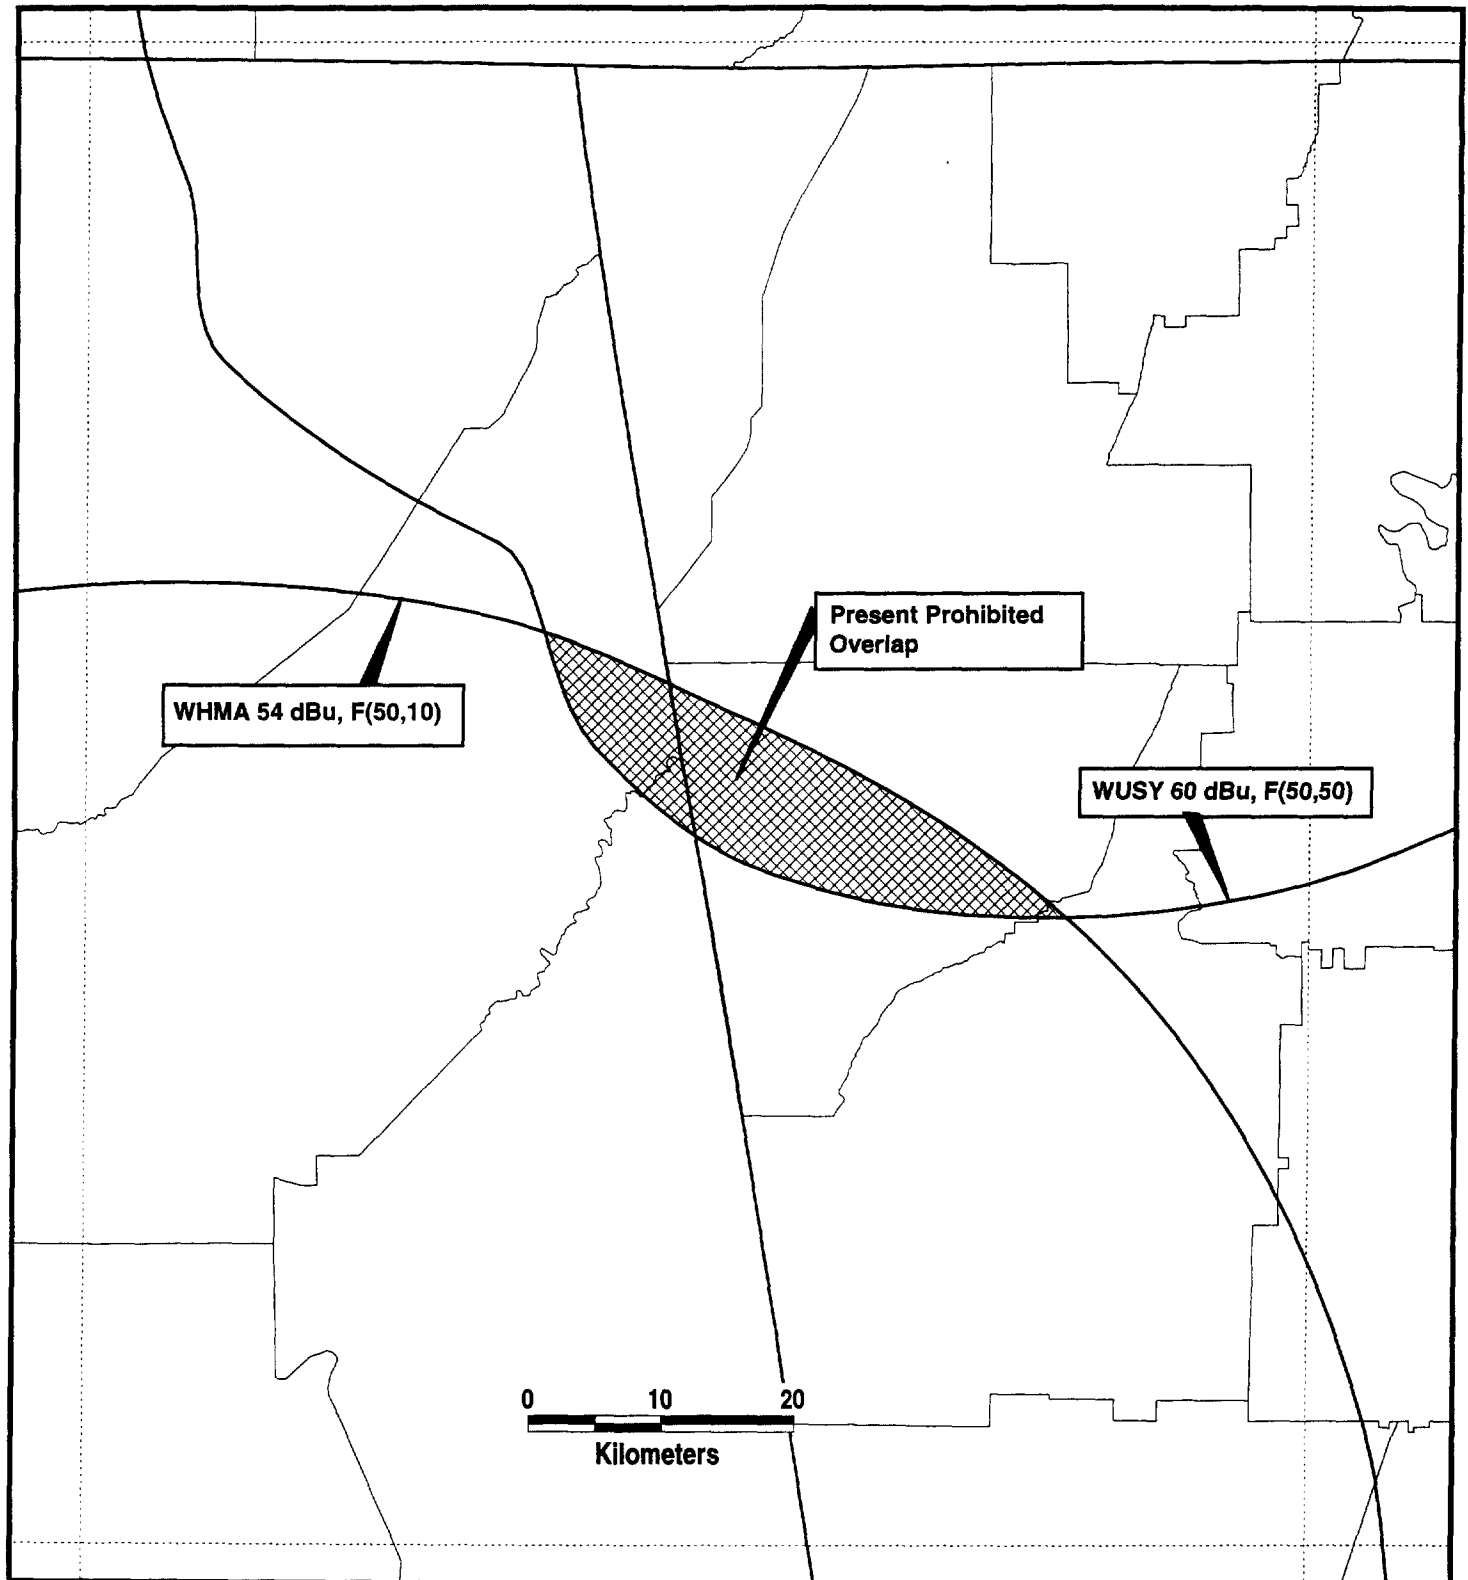 Present Prohibited
Overlap
WHMA 54 dBu, F(50,10)
WUSY 60 dBu, F(50,50)
0 10 20
Kilometers